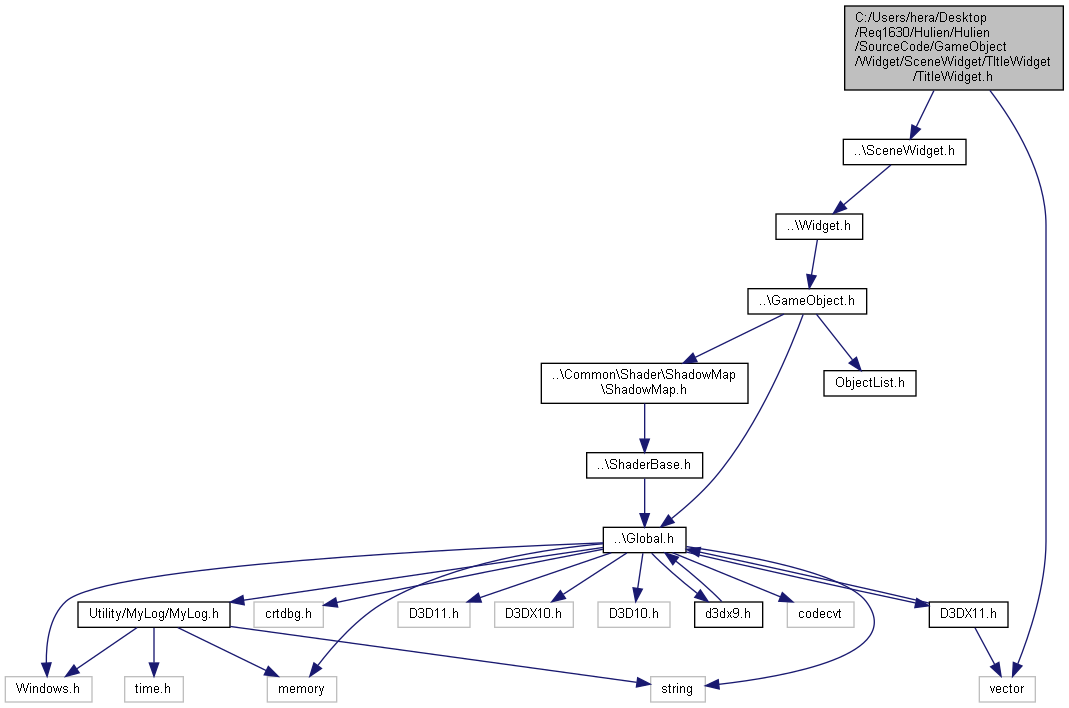 C:/Users/hera/Desktop
/Req1630/Hulien/Hulien
/SourceCode/GameObject
/Widget/SceneWidget/TItleWidget
/TitleWidget.h
..\SceneWidget.h
..\Widget.h
..\GameObject.h
..\Common\Shader\ShadowMap
\ShadowMap.h
ObjectList.h
..\ShaderBase.h
..\Global.h
Utility/MyLog/MyLog.h
crtdbg.h
D3D11.h
D3DX10.h
D3D10.h
d3dx9.h
codecvt
D3DX11.h
Windows.h
time.h
memory
string
vector